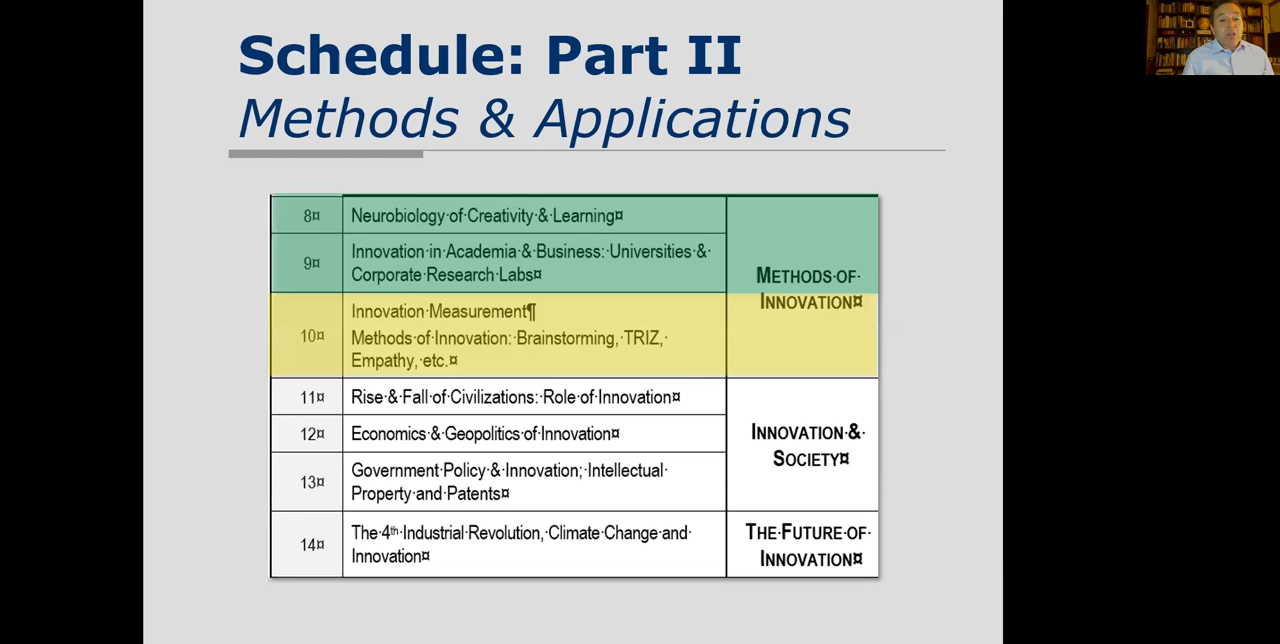 Schedule: Part II
Methods & Applications
8¤ Neurobiology·of·Creativity·&·Learning¤
METHODS·OF·
INNOVATION¤
9¤ Innovation·in·Academia·&·Business:·Universities·&·
Corporate·Research·Labs¤
10¤ Innovation·Measurement¶
Methods·of·Innovation:·Brainstorming,·TRIZ,·
Empathy,·etc.¤
11¤ Rise·&·Fall·of·Civilizations:·Role·of·Innovation¤
INNOVATION·&·
SOCIETY¤
12¤ Economics·&·Geopolitics·of·Innovation¤
13¤ Government·Policy·&·Innovation;·Intellectual·
Property·and·Patents¤
14¤ The·4th·Industrial·Revolution,·Climate·Change·and·
Innovation¤
THE·FUTURE·OF·
INNOVATION¤